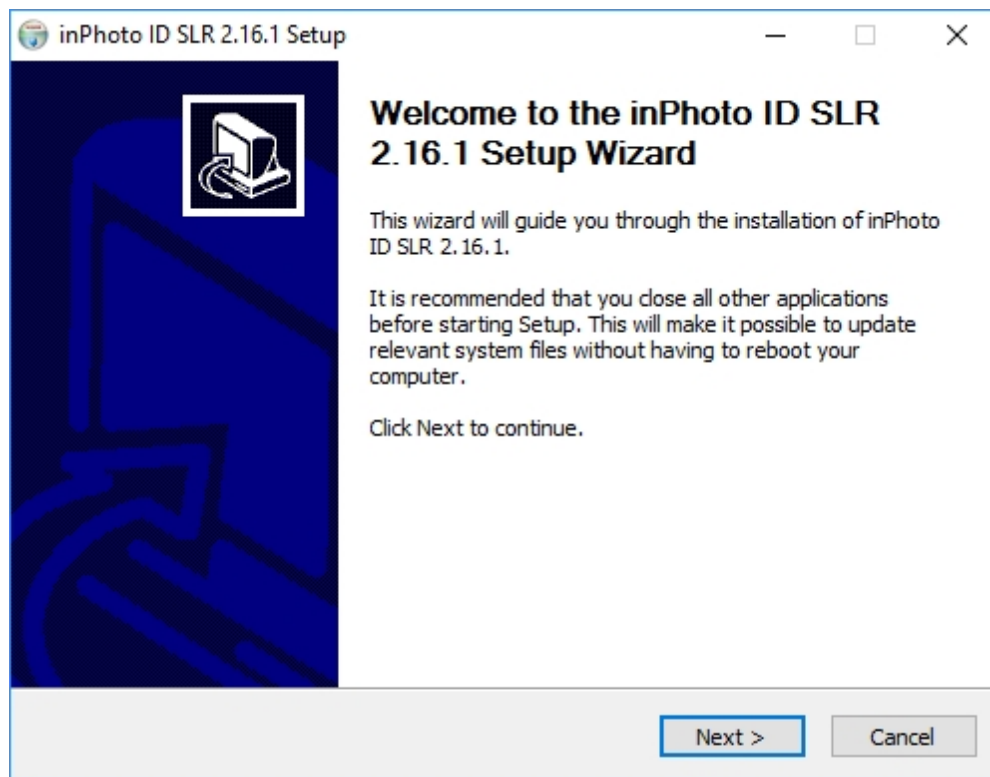 inPhoto ID SLR 2.16.1 Setup
Welcome to the inPhoto ID SLR
2.16.1 Setup Wizard
This wizard will guide you through the installation of inPhoto
ID SLR 2.16.1.
It is recommended that you close all other applications
before starting Setup. This will make it possible to update
relevant system files without having to reboot your
computer.
Click Next to continue.
Next >
Cancel